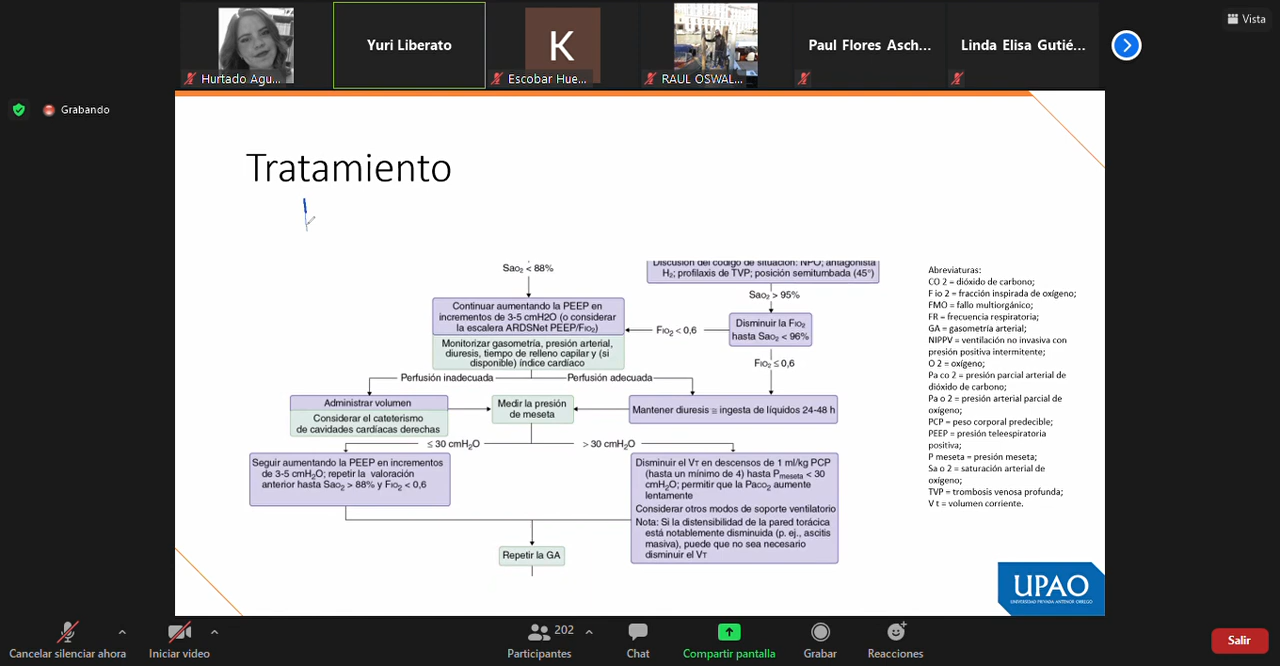 Vista
Hurtado Agu...
Yuri Liberato
K
Escobar Hue...
RAUL OSWAL...
Paul Flores Asch...
Linda Elisa Gutié...
Grabando
Tratamiento
Sao₂ < 88%
Discusión del código de situación: NPO; antagonista
H₂; profilaxis de TVP; posición semitumbada (45°)
Sao₂ > 95%
Continuar aumentando la PEEP en
incrementos de 3-5 cmH2O (o considerar
la escalera ARDSNet PEEP/Fio₂)
Monitorizar gasometría, presión arterial,
diuresis, tiempo de relleno capilar y (si
disponible) índice cardíaco
Fio₂ < 0,6
Disminuir la Fio₂
hasta Sao₂ < 96%
Fio₂ ≤ 0,6
Perfusión inadecuada
Perfusión adecuada
Administrar volumen
Considerar el cateterismo
de cavidades cardíacas derechas
Medir la presión
de meseta
Mantener diuresis ≅ ingesta de líquidos 24-48 h
≤ 30 cmH₂O
> 30 cmH₂O
Seguir aumentando la PEEP en incrementos
de 3-5 cmH₂O; repetir la valoración
anterior hasta Sao₂ > 88% y Fio₂ < 0,6
Disminuir el VT en descensos de 1 ml/kg PCP
(hasta un mínimo de 4) hasta Pmeseta < 30
cmH₂O; permitir que la Paco₂ aumente
lentamente
Considerar otros modos de soporte ventilatorio
Nota: Si la distensibilidad de la pared torácica
está notablemente disminuida (p. ej., ascitis
masiva), puede que no sea necesario
disminuir el VT
Repetir la GA
Abreviaturas:
CO 2 = dióxido de carbono;
F io 2 = fracción inspirada de oxígeno;
FMO = fallo multiorgánico;
FR = frecuencia respiratoria;
GA = gasometría arterial;
NIPPV = ventilación no invasiva con
presión positiva intermitente;
O 2 = oxígeno;
Pa co 2 = presión parcial arterial de
dióxido de carbono;
Pa o 2 = presión arterial parcial de
oxígeno;
PCP = peso corporal predecible;
PEEP = presión teleespiratoria
positiva;
P meseta = presión meseta;
Sa o 2 = saturación arterial de
oxígeno;
TVP = trombosis venosa profunda;
V t = volumen corriente.
UPAO
UNIVERSIDAD PRIVADA ANTENOR ORREGO
Cancelar silenciar ahora
Iniciar video
202
Participantes
Chat
Compartir pantalla
Grabar
Reacciones
Salir